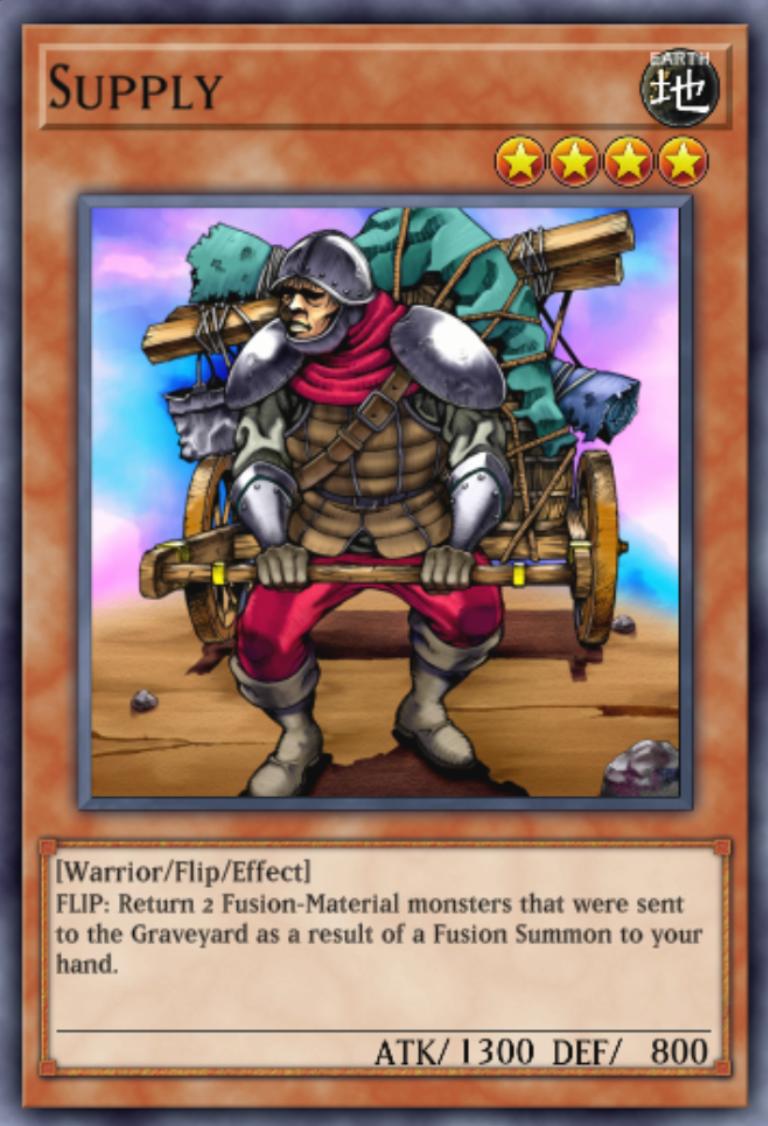 SUPPLY
EARTH
地
[Warrior/Flip/Effect]
FLIP: Return 2 Fusion-Material monsters that were sent
to the Graveyard as a result of a Fusion Summon to your
hand.
ATK/ 1300 DEF/ 800